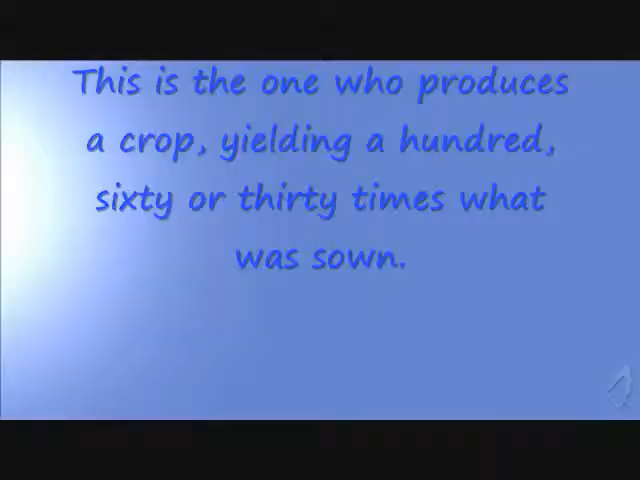 This is the one who produces
a crop, yielding a hundred,
sixty or thirty times what
was sown.